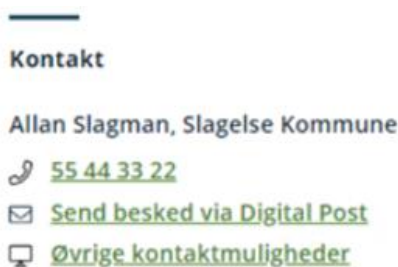 Kontakt
Allan Slagman, Slagelse Kommune
55 44 33 22
Send besked via Digital Post
Øvrige kontaktmuligheder